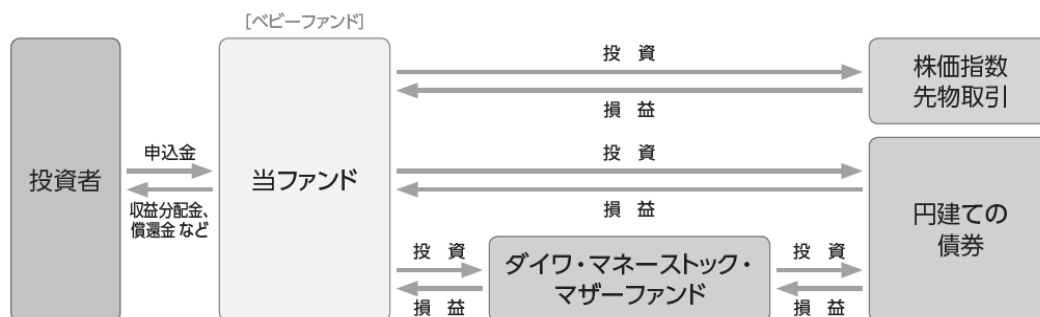 [ベビーファンド]
投資者
申込金
収益分配金、
償還金 など
当ファンド
投 資
損 益
株価指数
先物取引
投 資
損 益
円建ての
債券
投 資
損 益
ダイワ・マネーストック・
マザーファンド
投 資
損 益